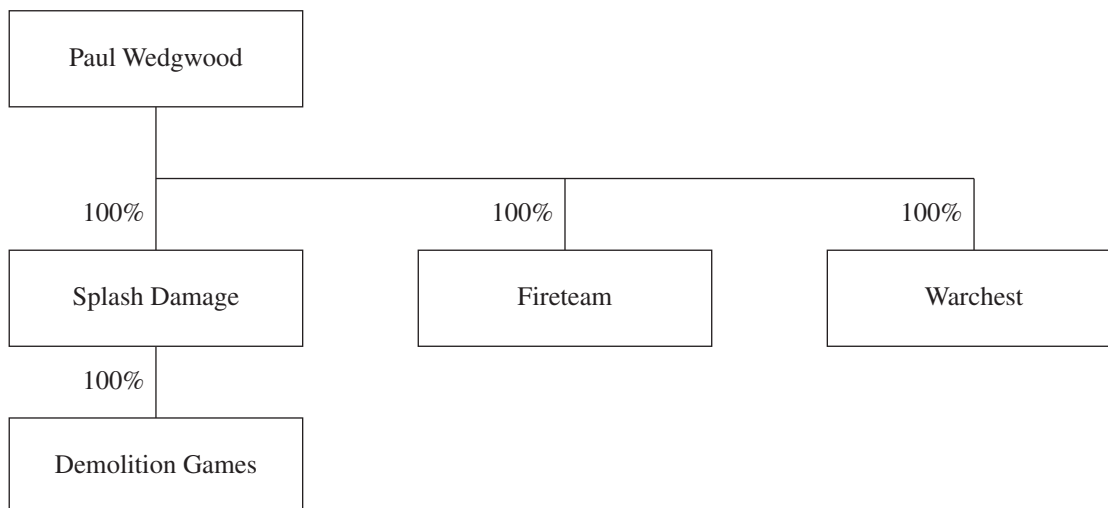 Paul Wedgwood
100%
100%
100%
Splash Damage
Fireteam
Warchest
100%
Demolition Games